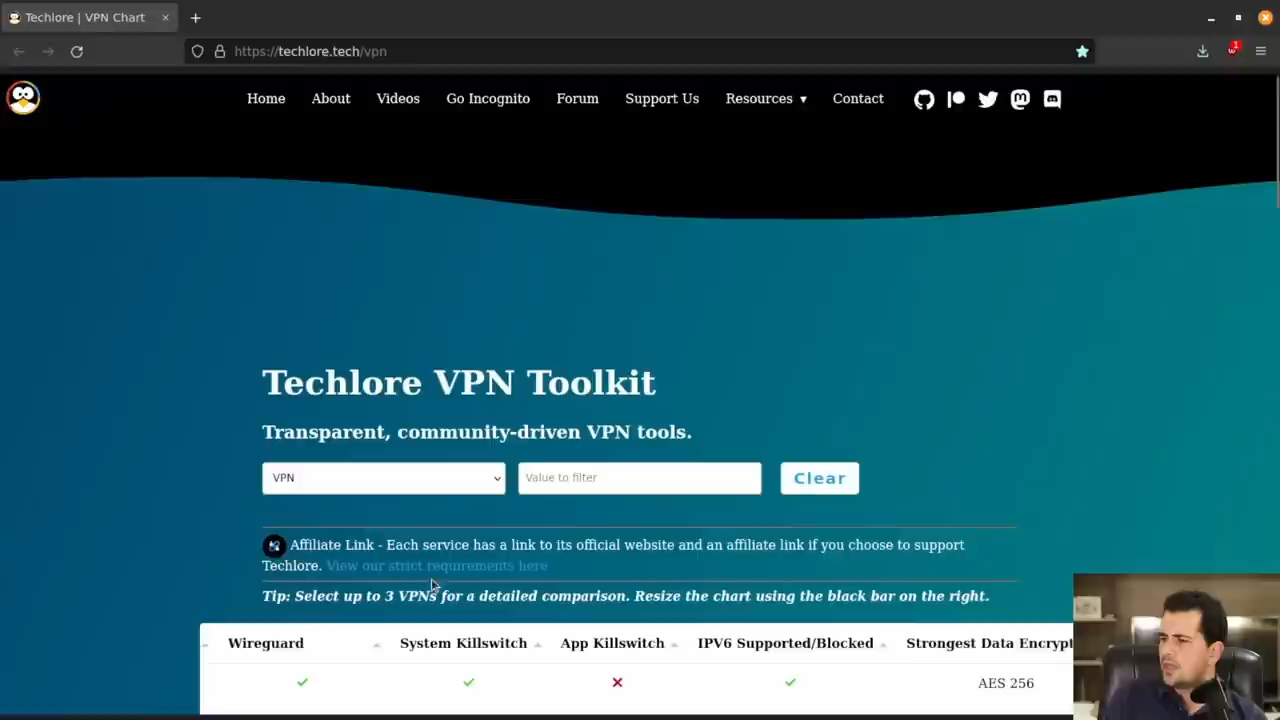 Techlore | VPN Chart
https://techlore.tech/vpn
1
Home About Videos Go Incognito Forum Support Us Resources ▾ Contact
Techlore VPN Toolkit
Transparent, community-driven VPN tools.
VPN Value to filter Clear
Affiliate Link - Each service has a link to its official website and an affiliate link if you choose to support
Techlore. View our strict requirements here
Tip: Select up to 3 VPNs for a detailed comparison. Resize the chart using the black bar on the right.
Wireguard System Killswitch App Killswitch IPV6 Supported/Blocked Strongest Data Encrypt
AES 256